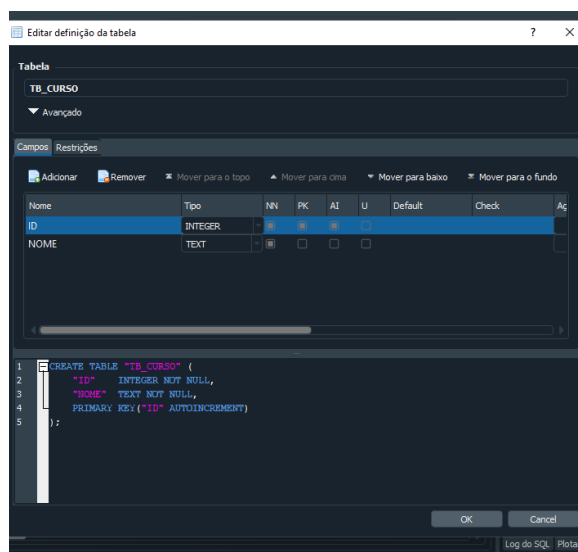 Editar definição da tabela ? X
Tabela
TB_CURSO
Avançado
Campos Restrições
Adicionar Remover Mover para o topo Mover para cima Mover para baixo Mover para o fundo
Nome Tipo NN PK AI U Default Check
ID INTEGER
NOME TEXT
1 CREATE TABLE "TB_CURSO" (
2 "ID" INTEGER NOT NULL,
3 "NOME" TEXT NOT NULL,
4 PRIMARY KEY("ID" AUTOINCREMENT)
5 );
OK Cancel
Log do SQL Plota